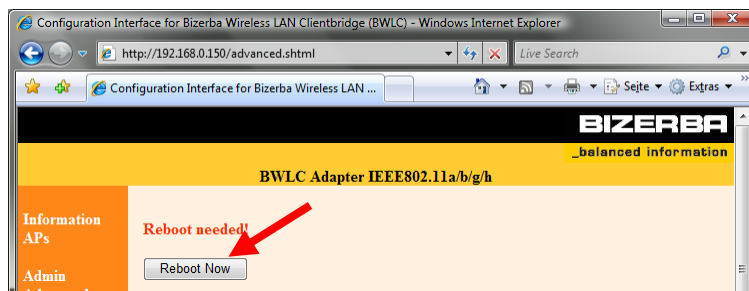 Configuration Interface for Bizerba Wireless LAN Clientbridge (BWLC) - Windows Internet Explorer
http://192.168.0.150/advanced.shtml
Live Search
Configuration Interface for Bizerba Wireless LAN ...
Seite
Extras
BIZERBA
_balanced information
BWLC Adapter IEEE802.11a/b/g/h
Information
APs
Reboot needed!
Reboot Now
Admin